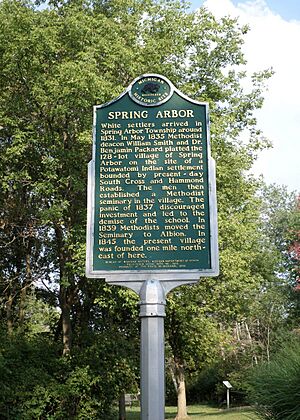 MICHIGAN
HISTORIC SITE
SPRING ARBOR
White settlers arrived in
Spring Arbor Township around
1831. In May 1835 Methodist
deacon William Smith and Dr.
Benjamin Packard platted the
178-lot village of Spring
Arbor on the site of a
Potawatomi Indian settlement
bounded by present-day
South Cross and Hammond
Roads. The men then
established a Methodist
seminary in the village. The
panic of 1837 discouraged
investment and led to the
demise of the school. In
1839 Methodists moved the
Seminary to Albion. In
1845 the present village
was founded one mile north-
east of here.